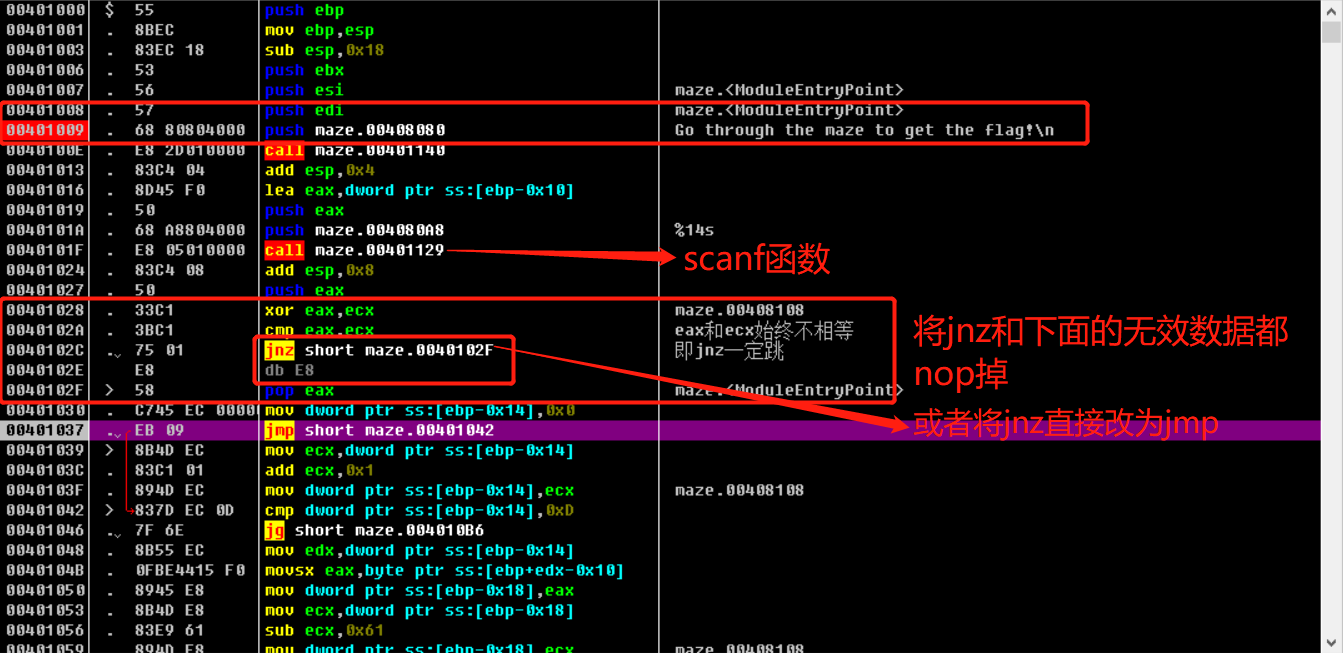 00401000 $ 55 push ebp
00401001 . 8BEC mov ebp,esp
00401003 . 83EC 18 sub esp,0x18
00401006 . 53 push ebx
00401007 . 56 push esi maze.<ModuleEntryPoint>
00401008 . 57 push edi maze.<ModuleEntryPoint>
00401009 . 68 80804000 push maze.00408080 Go through the maze to get the flag!\n
0040100E . E8 2D010000 call maze.00401140
00401013 . 83C4 04 add esp,0x4
00401016 . 8D45 F0 lea eax,dword ptr ss:[ebp-0x10]
00401019 . 50 push eax
0040101A . 68 A8804000 push maze.004080A8 %14s
0040101F . E8 05010000 call maze.00401129 scanf函数
00401024 . 83C4 08 add esp,0x8
00401027 . 50 push eax
00401028 . 33C1 xor eax,ecx maze.00408108
0040102A . 3BC1 cmp eax,ecx eax和ecx始终不相等
0040102C . 75 01 jnz short maze.0040102F 即jnz一定跳
0040102E E8 db E8
0040102F > 58 pop eax maze.<ModuleEntryPoint>
将jnz和下面的无效数据都
nop掉
或者将jnz直接改为jmp
00401030 . C745 EC 0000 mov dword ptr ss:[ebp-0x14],0x0
00401037 . EB 09 jmp short maze.00401042
00401039 > 8B4D EC mov ecx,dword ptr ss:[ebp-0x14]
0040103C . 83C1 01 add ecx,0x1
0040103F . 894D EC mov dword ptr ss:[ebp-0x14],ecx maze.00408108
00401042 > 837D EC 0D cmp dword ptr ss:[ebp-0x14],0xD
00401046 . 7F 6E jg short maze.004010B6
00401048 . 8B55 EC mov edx,dword ptr ss:[ebp-0x14]
0040104B . 0FBE4415 F0 movsx eax,byte ptr ss:[ebp+edx-0x10]
00401050 . 8945 E8 mov dword ptr ss:[ebp-0x18],eax
00401053 . 8B4D E8 mov ecx,dword ptr ss:[ebp-0x18]
00401056 . 83E9 61 sub ecx,0x61
00401059 . 894D E8 mov dword ptr ss:[ebp-0x18],ecx maze.00408108